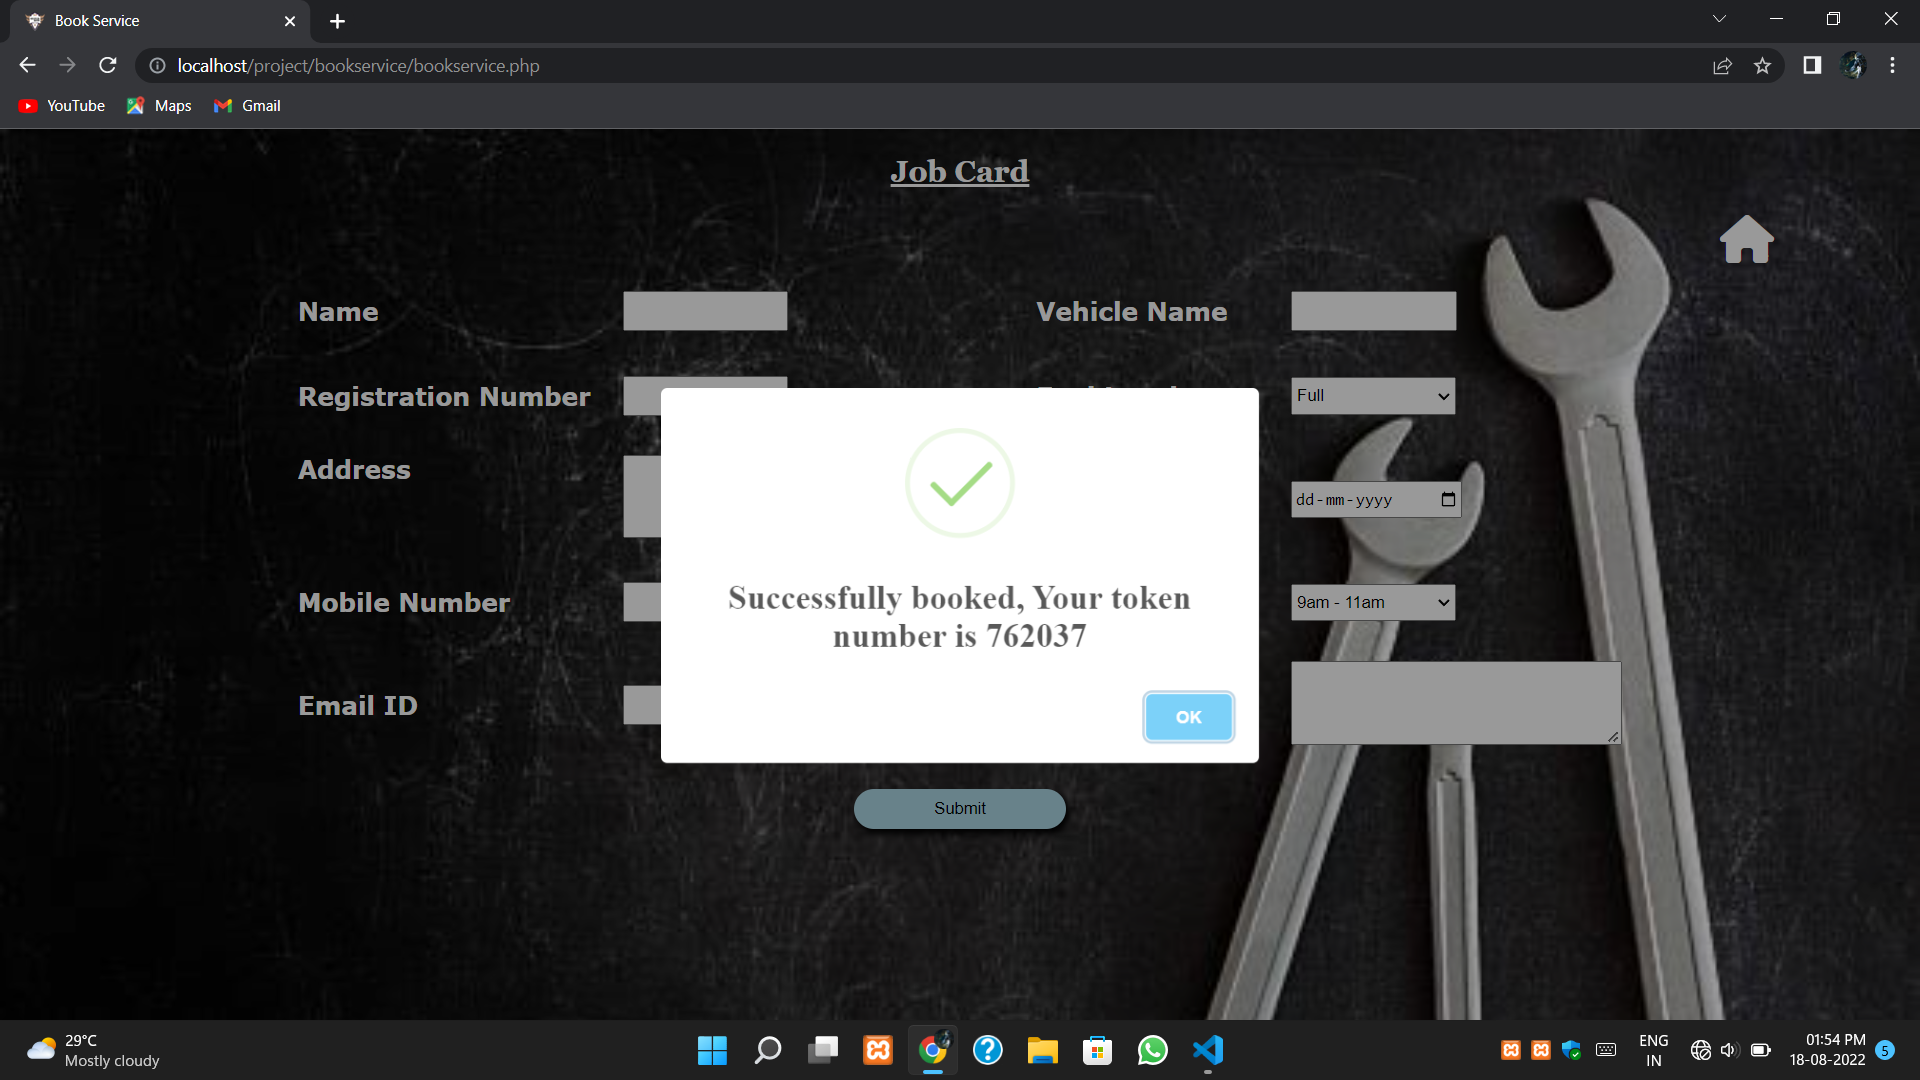 Book Service
localhost/project/bookservice/bookservice.php
YouTube Maps Gmail
Job Card
Name
Vehicle Name
Registration Number
Full
Address
dd-mm-yyyy
Successfully booked, Your token
number is 762037
Mobile Number
9am - 11am
Email ID
OK
Submit
29°C
Mostly cloudy
ENG
IN
01:54 PM
18-08-2022
5